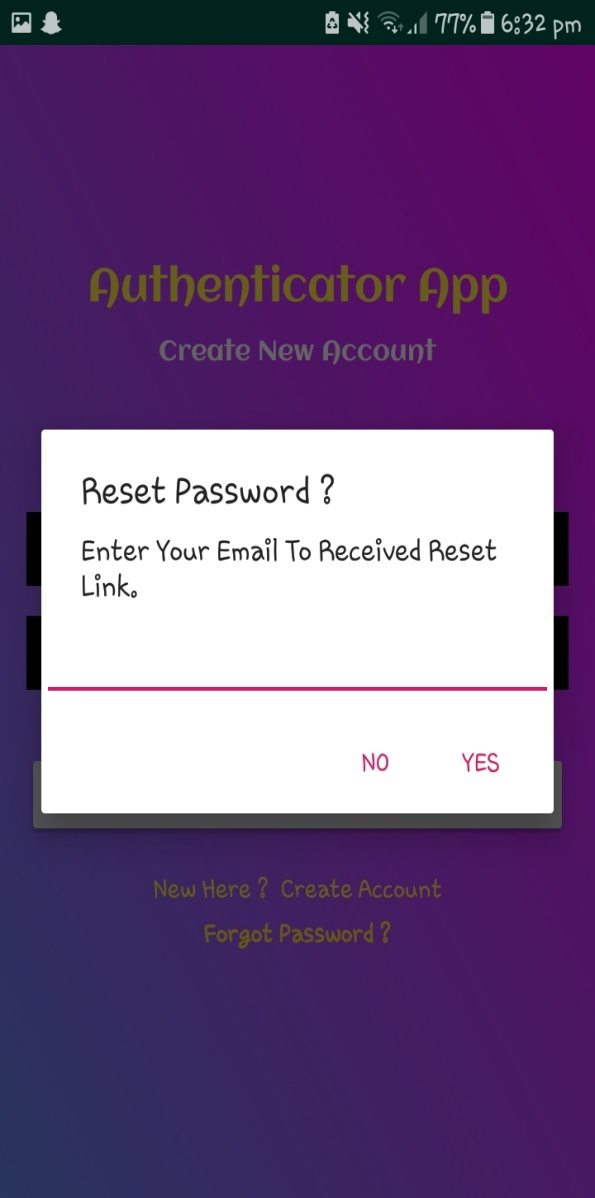 77% 6:32 pm
Authenticator App
Create New Account
Reset Password ?
Enter Your Email To Received Reset
Link.
NO YES
New Here ? Create Account
Forgot Password ?